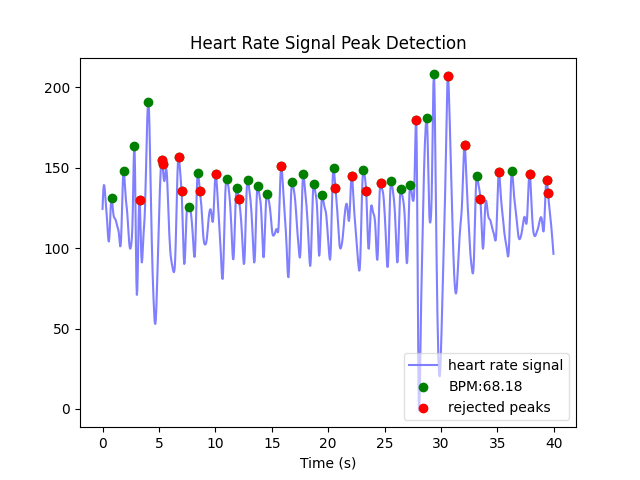 Heart Rate Signal Peak Detection
200
150
100
50
0
heart rate signal
BPM:68.18
rejected peaks
0 5 10 15 20 25 30 35 40
Time (s)